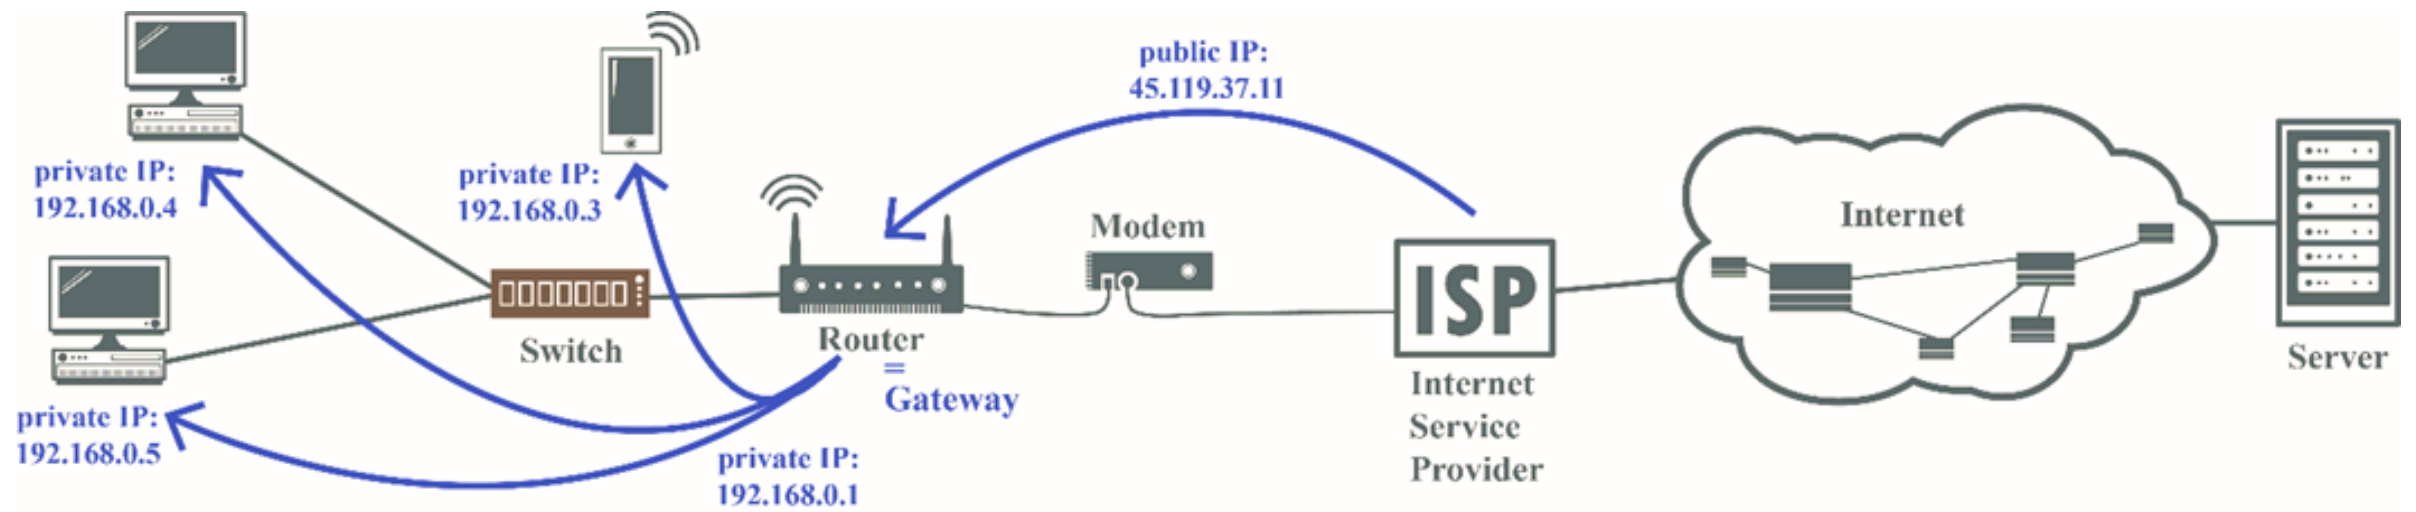 private IP:
192.168.0.4
private IP:
192.168.0.5
private IP:
192.168.0.3
Switch
Router
=
Gateway
private IP:
192.168.0.1
public IP:
45.119.37.11
Modem
ISP
Internet
Service
Provider
Internet
Server